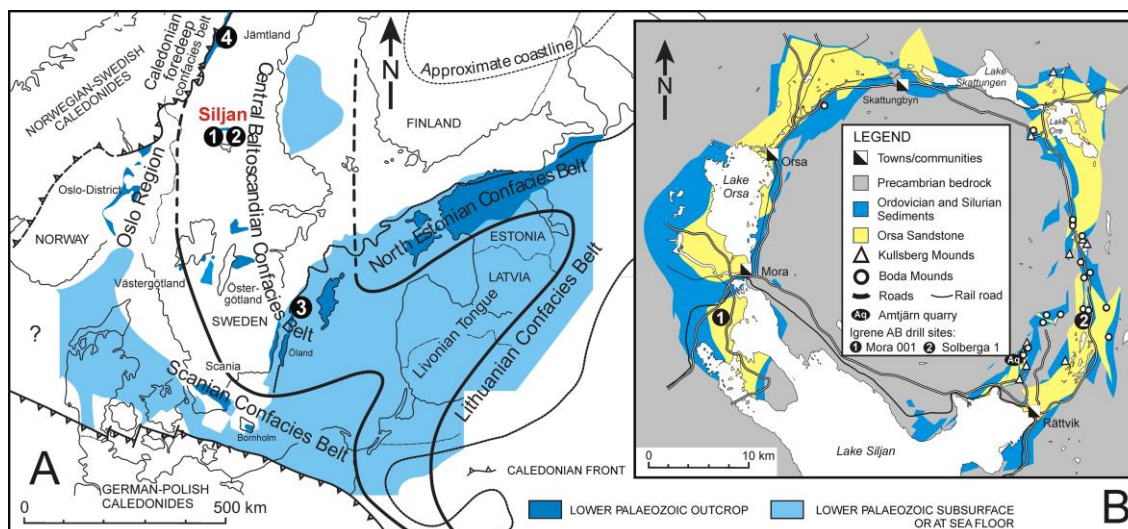 4
Jämtland
NORWEGIAN-SWEDISH
CALEDONIDES
Caledonian
foredeep
confacies belt
N
Approximate coastline
Siljan
1 2
FINLAND
Central Baltoscandian Confacies Belt
Oslo-District
Oslo Region
NORWAY
North Estonian Confacies Belt
ESTONIA
LATVIA
Västergötland
Öster-
götland
SWEDEN
3
Öland
Livonian Tongue
Lithuanian Confacies Belt
?
Scania
Scanian Confacies Belt
Bornholm
A
CALEDONIAN FRONT
GERMAN-POLISH
CALEDONIDES
0 500 km
LOWER PALAEOZOIC OUTCROP
LOWER PALAEOZOIC SUBSURFACE
OR AT SEA FLOOR
N
Lake
Skattungen
Skattungbyn
Lake
Ore
Orsa
Lake
Orsa
Mora
1
LEGEND
Towns/communities
Precambrian bedrock
Ordovician and Silurian
Sediments
Orsa Sandstone
Kullsberg Mounds
Boda Mounds
Roads Rail road
Aq Amtjärn quarry
Igrene AB drill sites:
1 Mora 001 2 Solberga 1
2
Aq
Rättvik
Lake Siljan
0 10 km
B